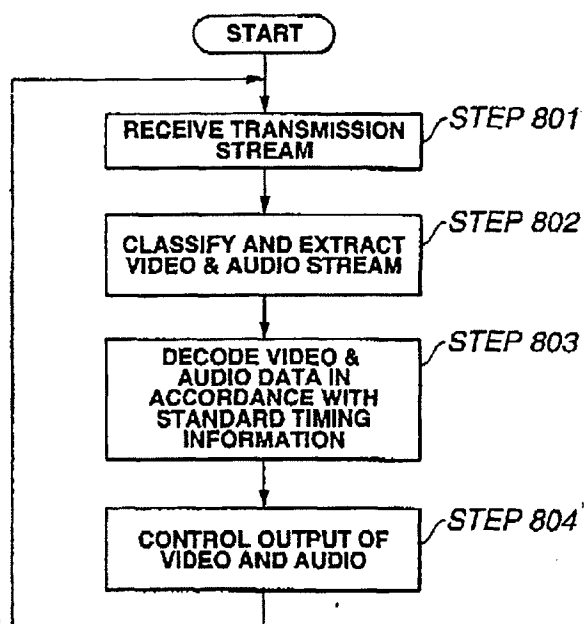 START
RECEIVE TRANSMISSION
STREAM
STEP 801
CLASSIFY AND EXTRACT
VIDEO & AUDIO STREAM
STEP 802
DECODE VIDEO &
AUDIO DATA IN
ACCORDANCE WITH
STANDARD TIMING
INFORMATION
STEP 803
CONTROL OUTPUT OF
VIDEO AND AUDIO
STEP 804